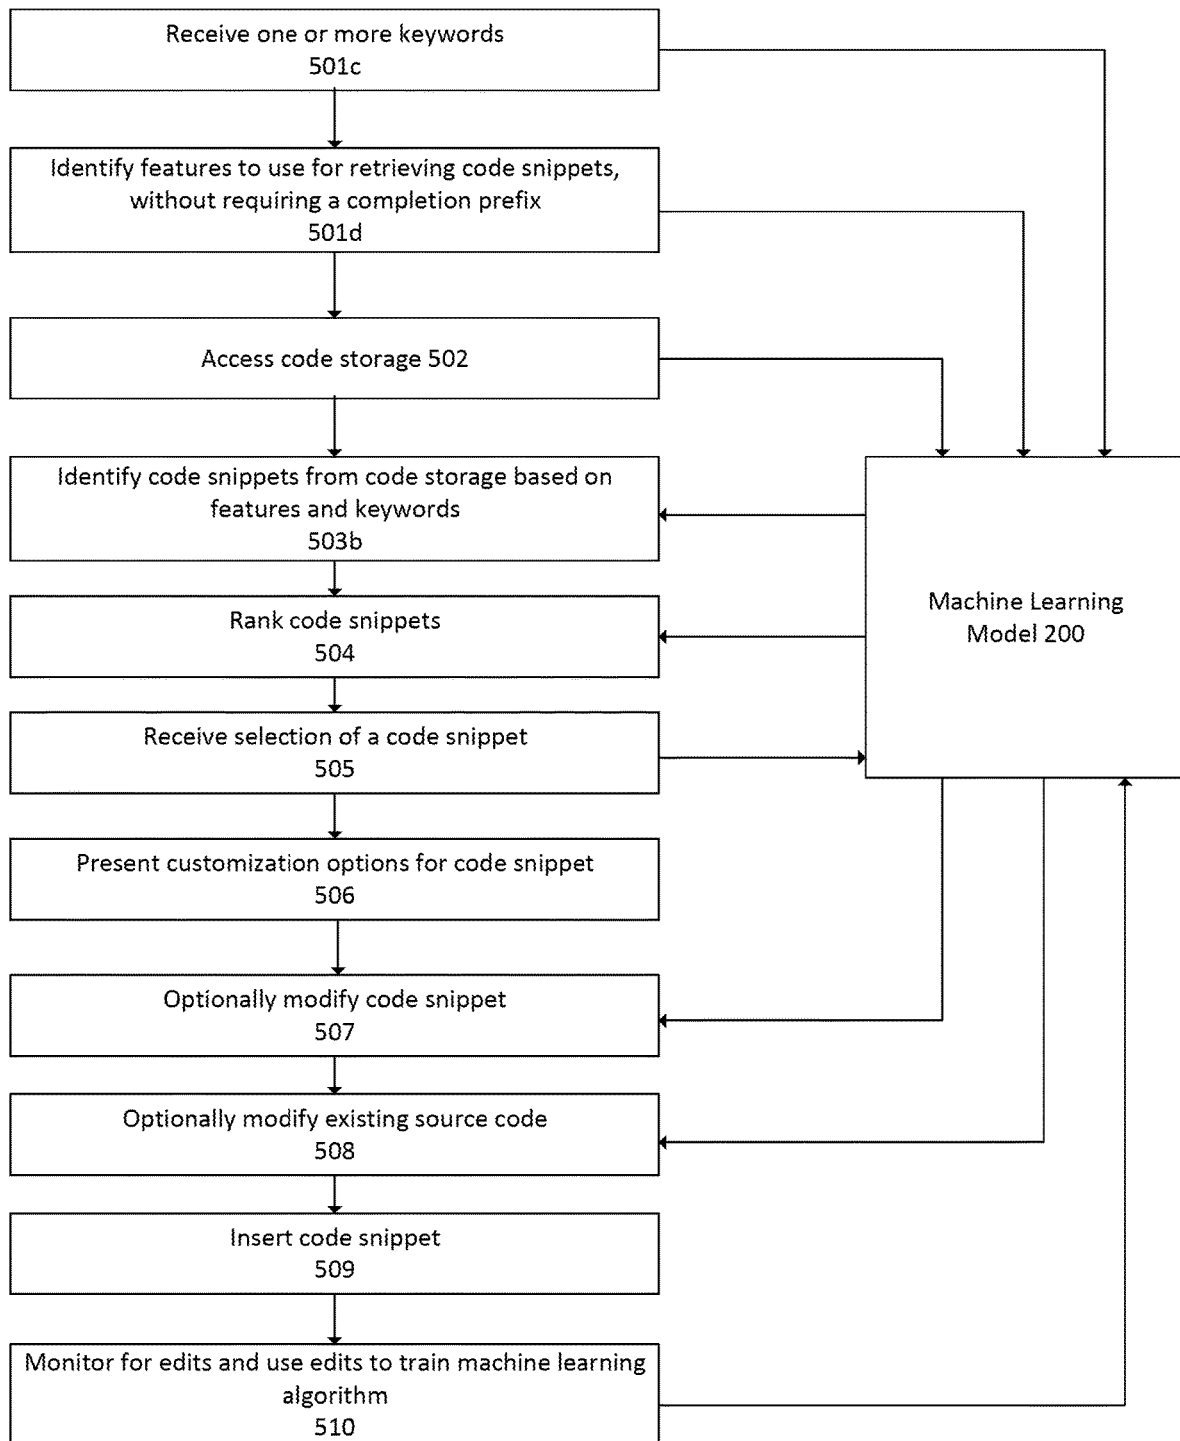 Receive one or more keywords
501c
Identify features to use for retrieving code snippets,
without requiring a completion prefix
501d
Access code storage 502
Identify code snippets from code storage based on
features and keywords
503b
Rank code snippets
504
Machine Learning
Model 200
Receive selection of a code snippet
505
Present customization options for code snippet
506
Optionally modify code snippet
507
Optionally modify existing source code
508
Insert code snippet
509
Monitor for edits and use edits to train machine learning
algorithm
510